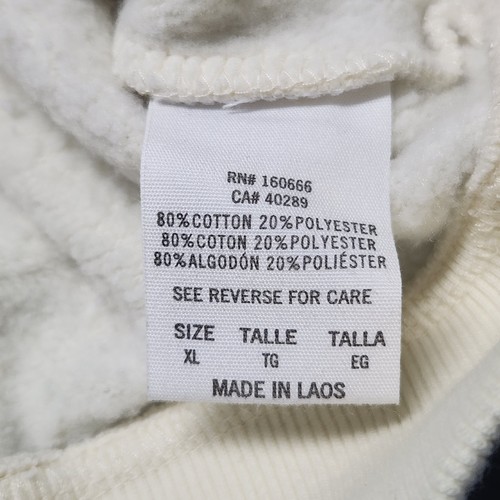 RN# 160666
CA# 40289
80%COTTON 20%POLYESTER
80%COTON 20%POLYESTER
80%ALGODÓN 20%POLIÉSTER
SEE REVERSE FOR CARE
SIZE TALLE TALLA
XL TG EG
MADE IN LAOS